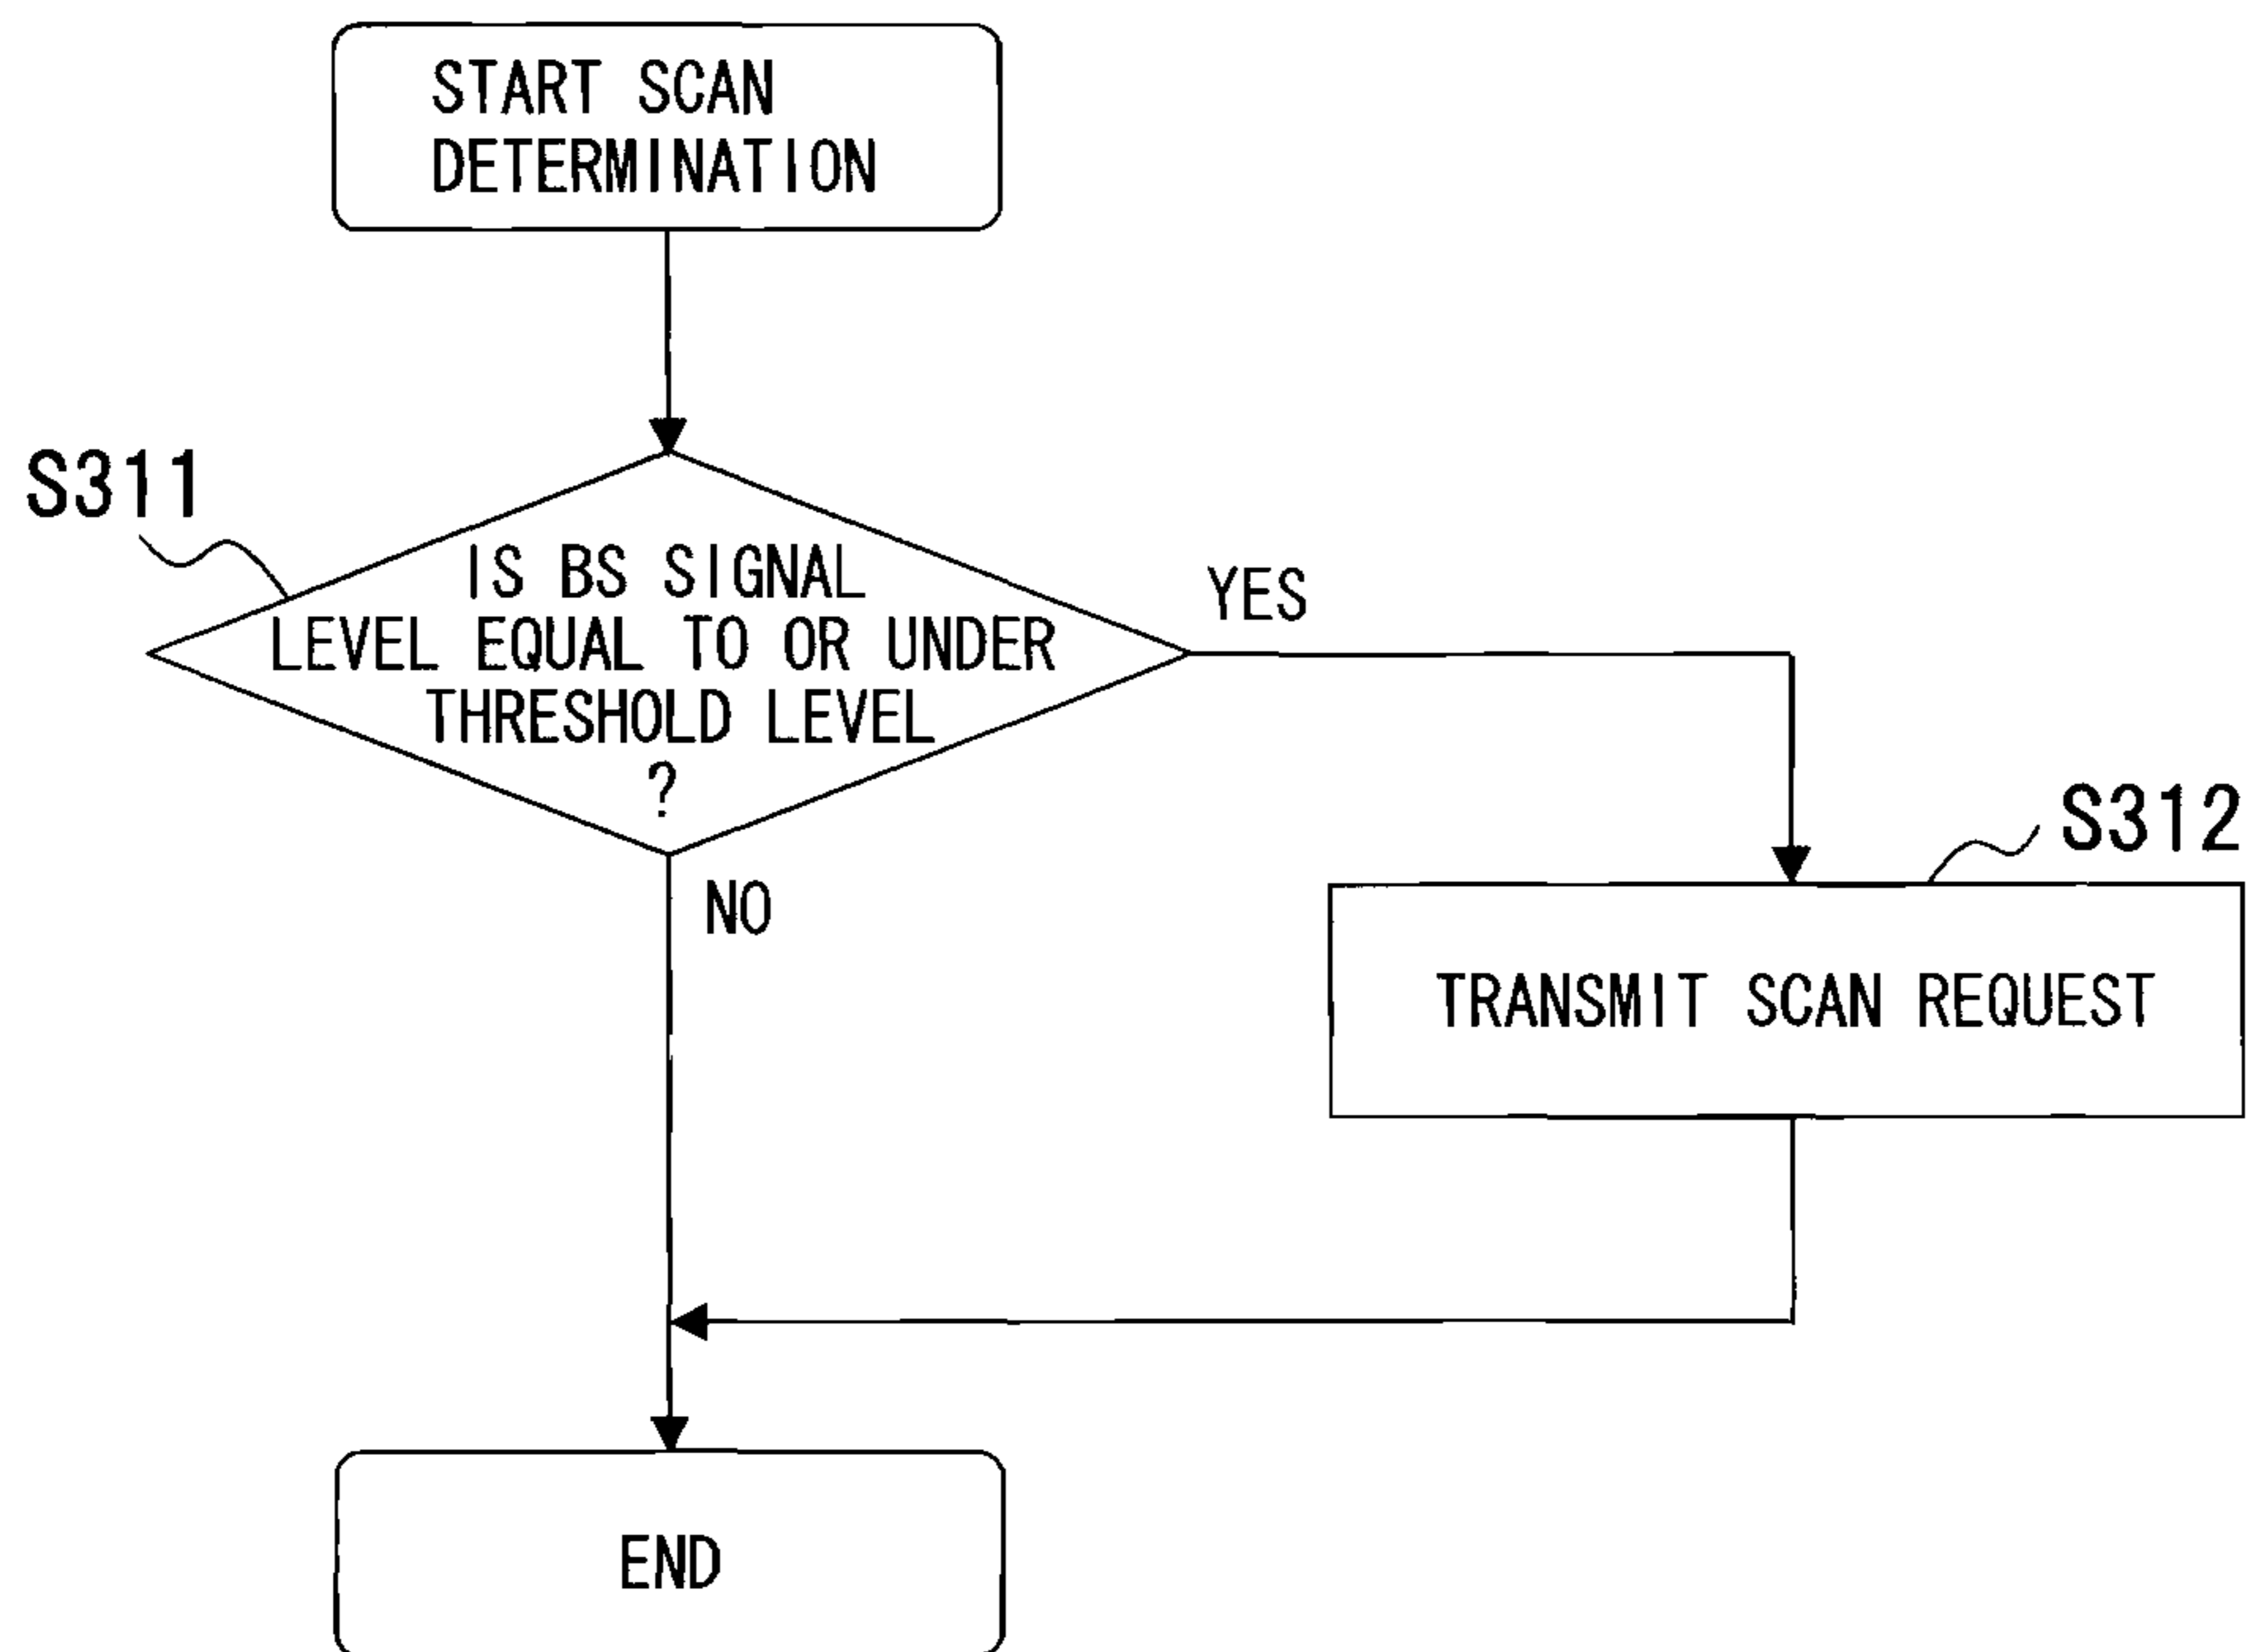 START SCAN
DETERMINATION
S311
IS BS SIGNAL
LEVEL EQUAL TO OR UNDER
THRESHOLD LEVEL
?
YES
NO
S312
TRANSMIT SCAN REQUEST
END